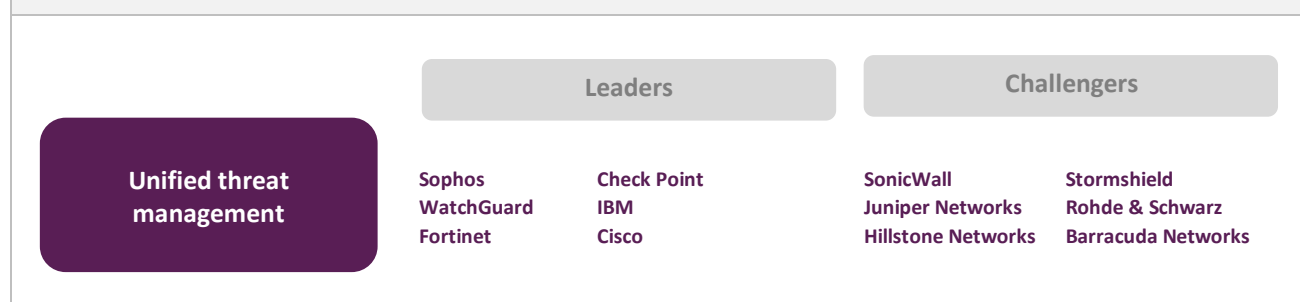 Leaders
Challengers
Unified threat
management
Sophos
WatchGuard
Fortinet
Check Point
IBM
Cisco
SonicWall
Juniper Networks
Hillstone Networks
Stormshield
Rohde & Schwarz
Barracuda Networks